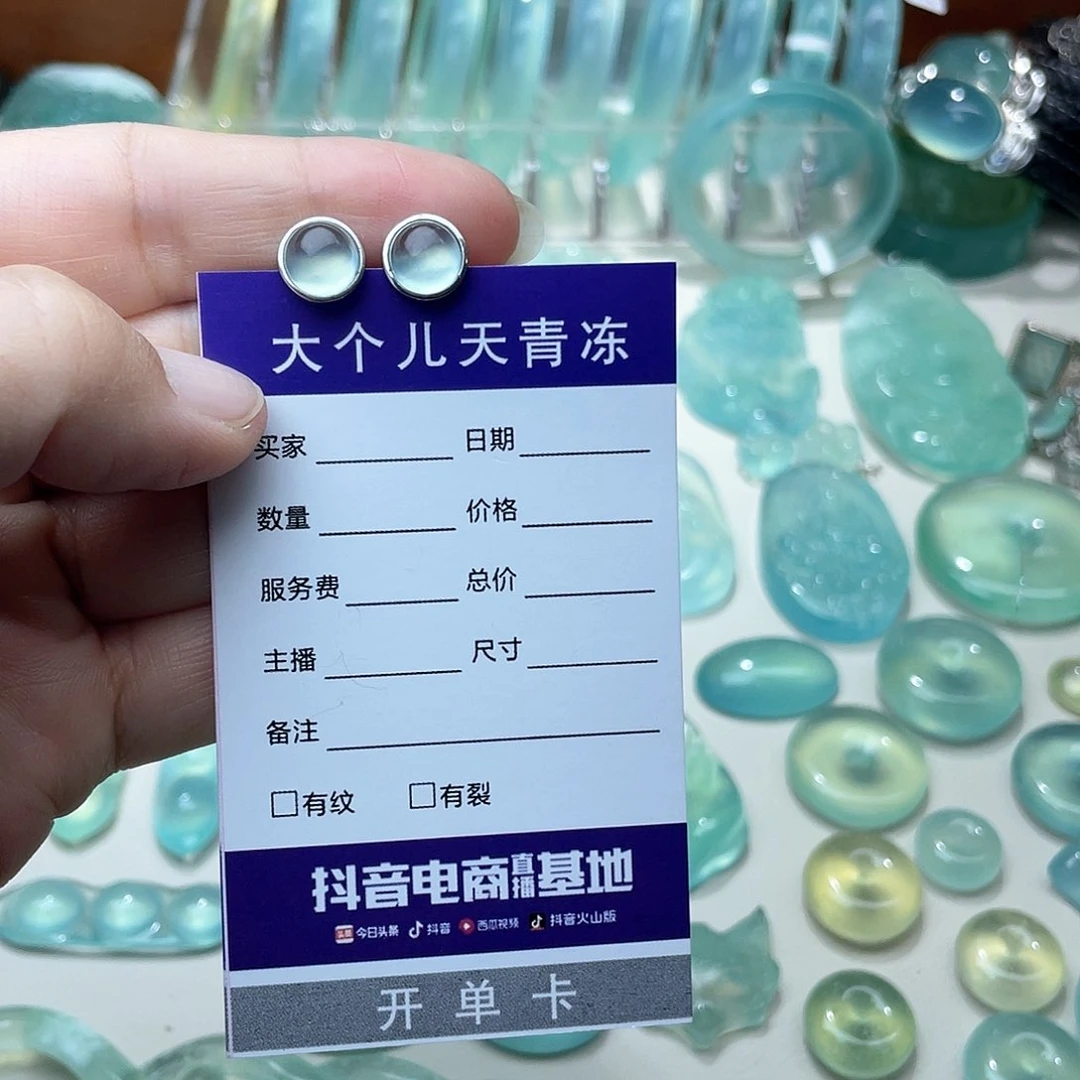 大个儿天青冻
买家 日期
数量 价格
服务费 总价
主播 尺寸
备注
有纹 有裂
抖音电商直播基地
头条 今日头条 抖音 西瓜视频 抖音火山版
开单卡